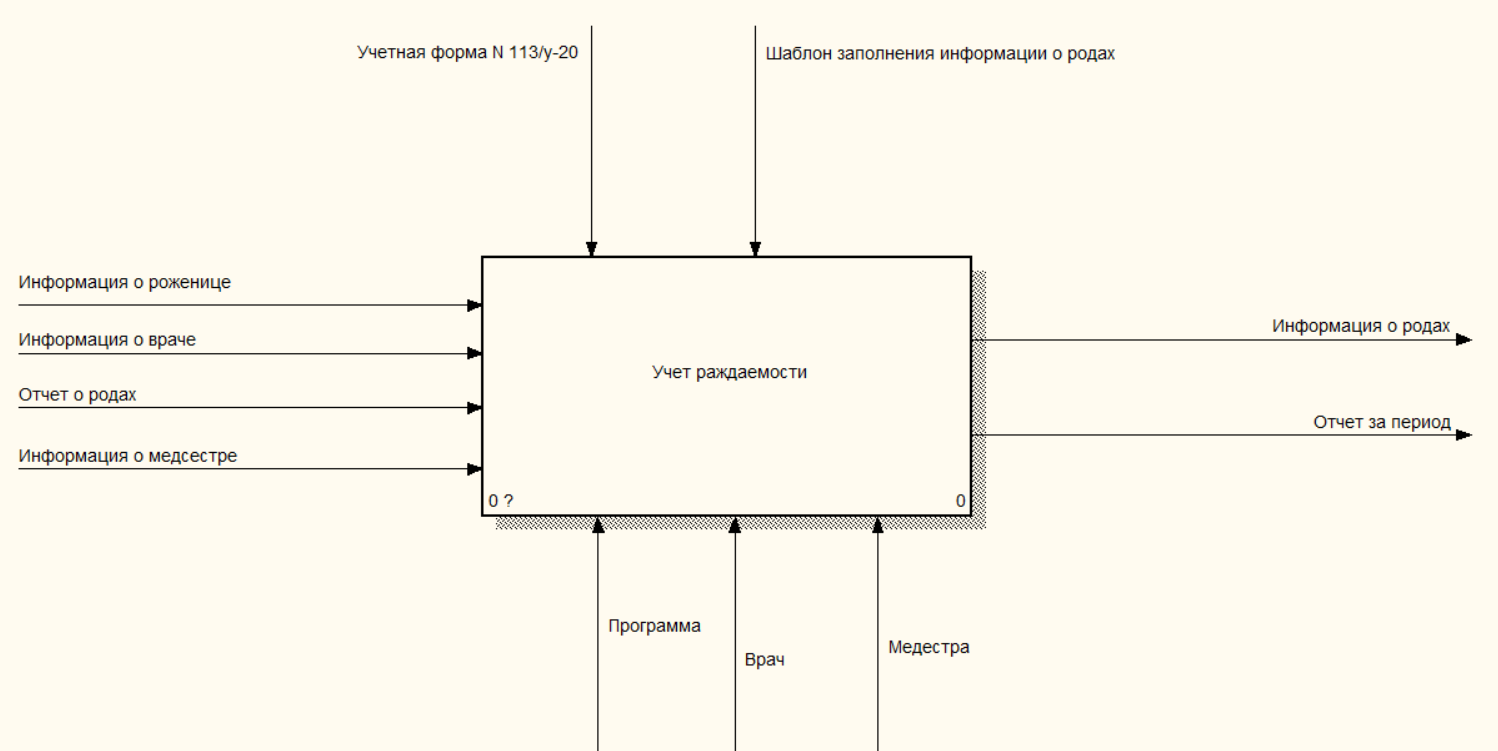 Учетная форма N 113/у-20
Шаблон заполнения информации о родах
Информация о роженице
Информация о враче
Отчет о родах
Информация о медсестре
Учет раждаемости
0 ?
0
Информация о родах
Отчет за период
Программа
Врач
Медестра